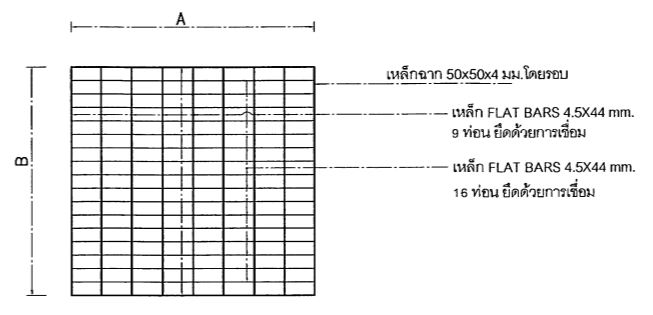 A
B
เหล็กฉาก 50x50x4 มม.โดยรอบ
เหล็ก FLAT BARS 4.5X44 mm.
9 ท่อน ยึดด้วยการเชื่อม
เหล็ก FLAT BARS 4.5X44 mm.
16 ท่อน ยึดด้วยการเชื่อม